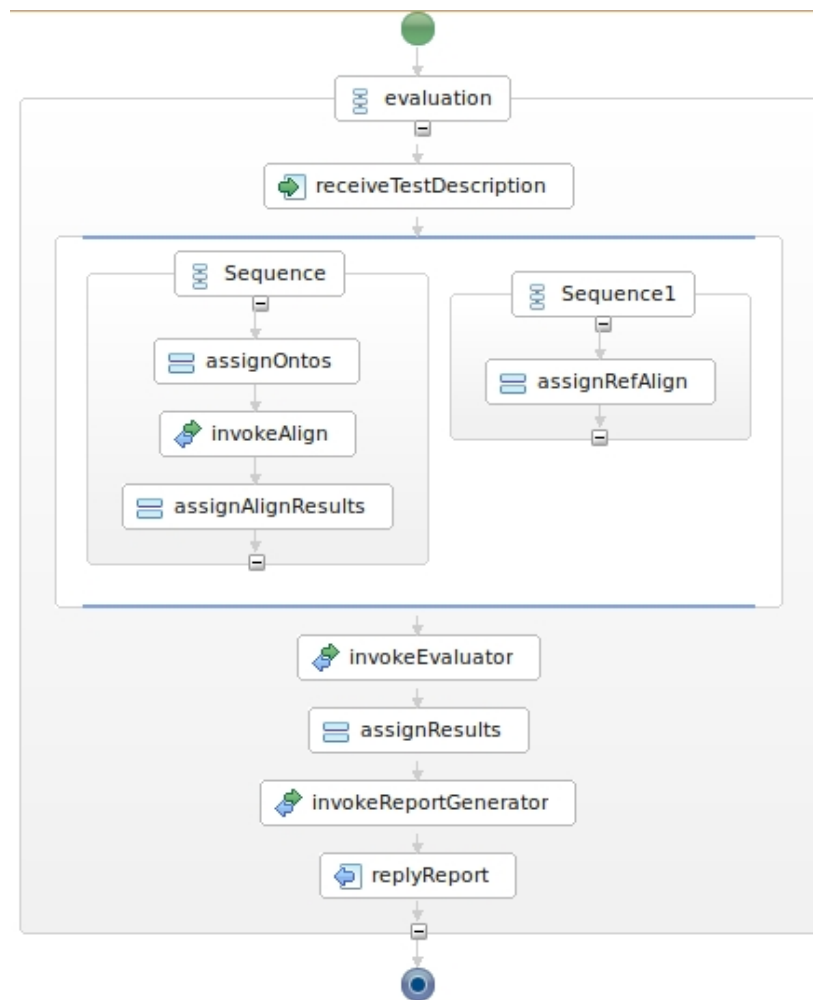 evaluation
receiveTestDescription
Sequence
assignOntos
invokeAlign
assignAlignResults
Sequence1
assignRefAlign
invokeEvaluator
assignResults
invokeReportGenerator
replyReport